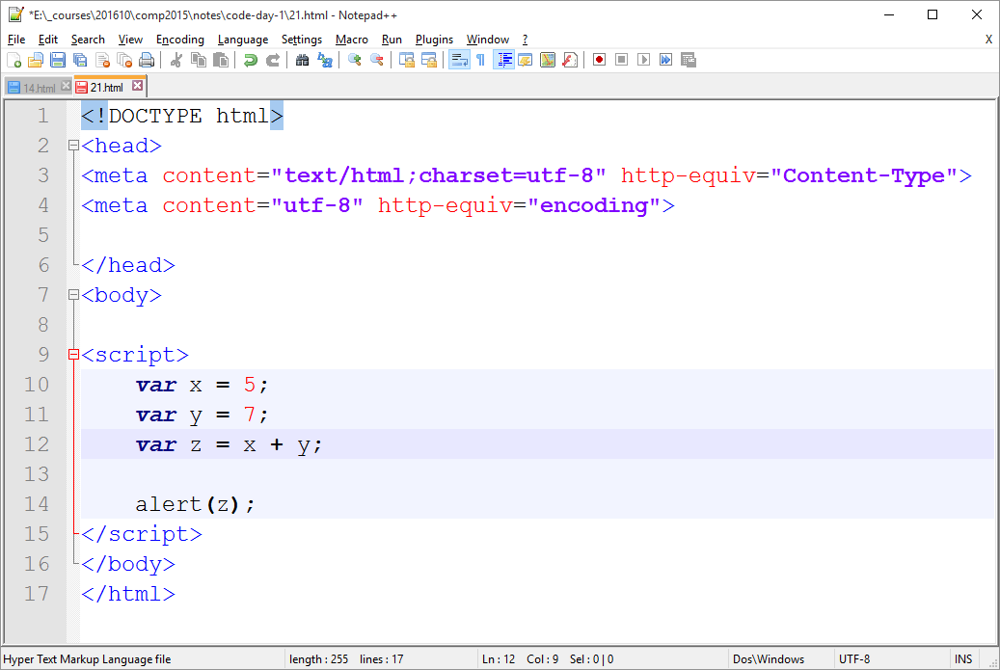 *E:\_courses\201610\comp2015\notes\code-day-1\21.html - Notepad++
File Edit Search View Encoding Language Settings Macro Run Plugins Window ? X
14.html 21.html
1 <!DOCTYPE html>
2 <head>
3 <meta content="text/html;charset=utf-8" http-equiv="Content-Type">
4 <meta content="utf-8" http-equiv="encoding">
5
6 </head>
7 <body>
8
9 <script>
10 var x = 5;
11 var y = 7;
12 var z = x + y;
13
14 alert(z);
15 </script>
16 </body>
17 </html>
Hyper Text Markup Language file length : 255 lines : 17 Ln : 12 Col : 9 Sel : 0 | 0 Dos\Windows UTF-8 INS